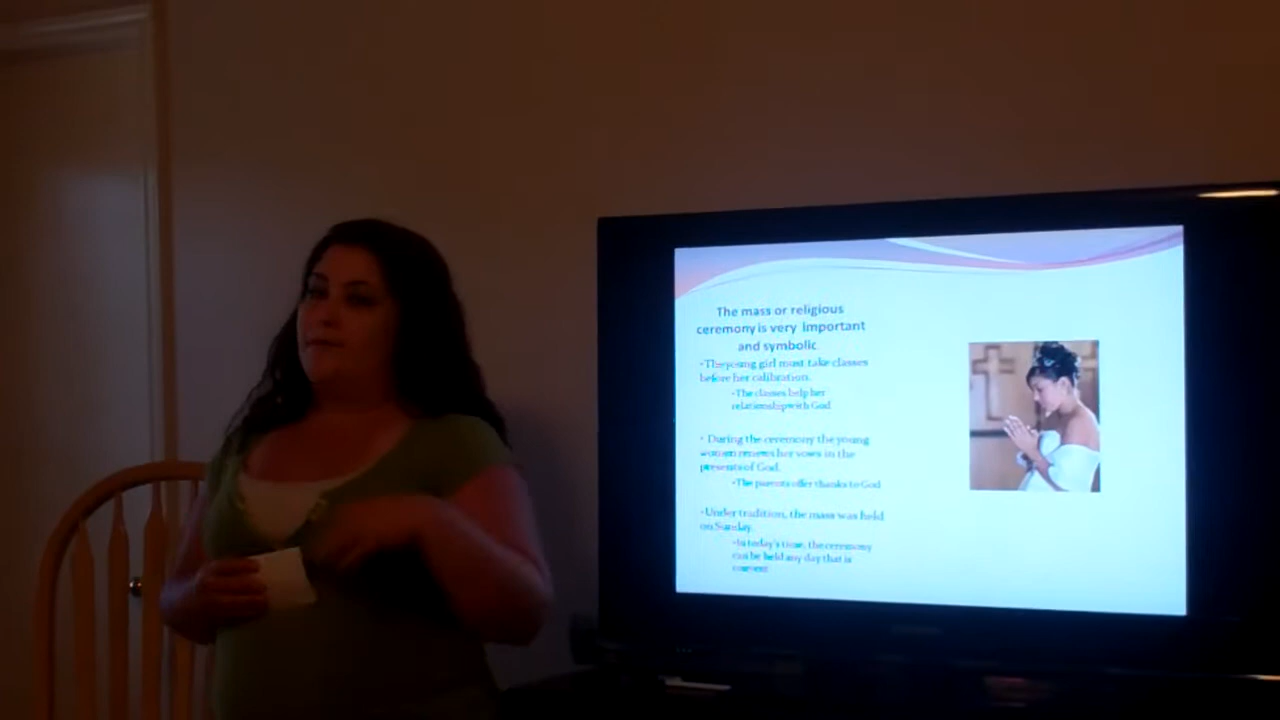 The mass or religious
ceremony is very important
and symbolic
•The young girl must take classes
before her calibration.
•The classes help her
relationship with God
• During the ceremony the young
women renews her vows in the
presents of God.
•The parents offer thanks to God
•Under tradition, the mass was held
on Sunday.
•In today's time, the ceremony
can be held any day that is